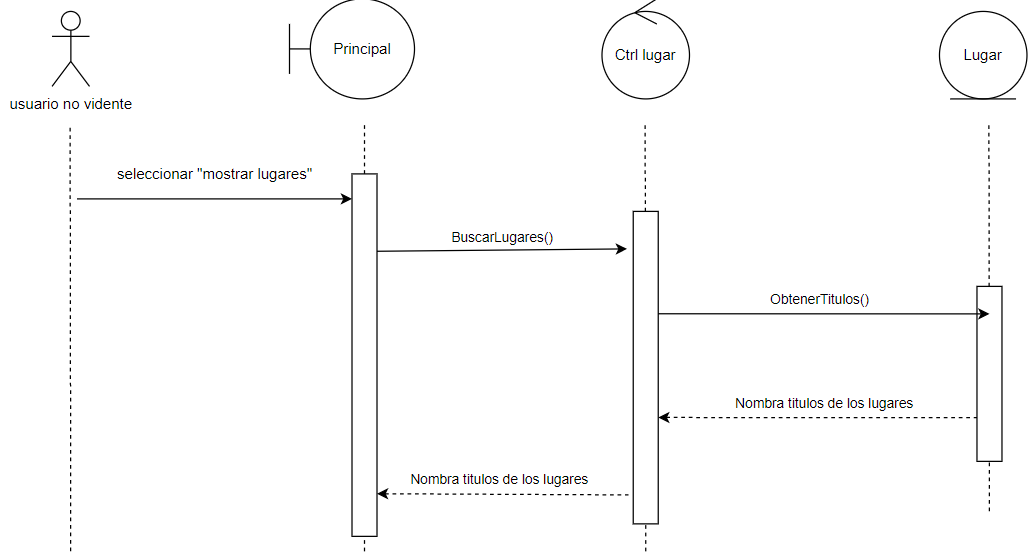 Principal
Ctrl lugar
Lugar
usuario no vidente
seleccionar "mostrar lugares"
BuscarLugares()
ObtenerTitulos()
Nombra titulos de los lugares
Nombra titulos de los lugares